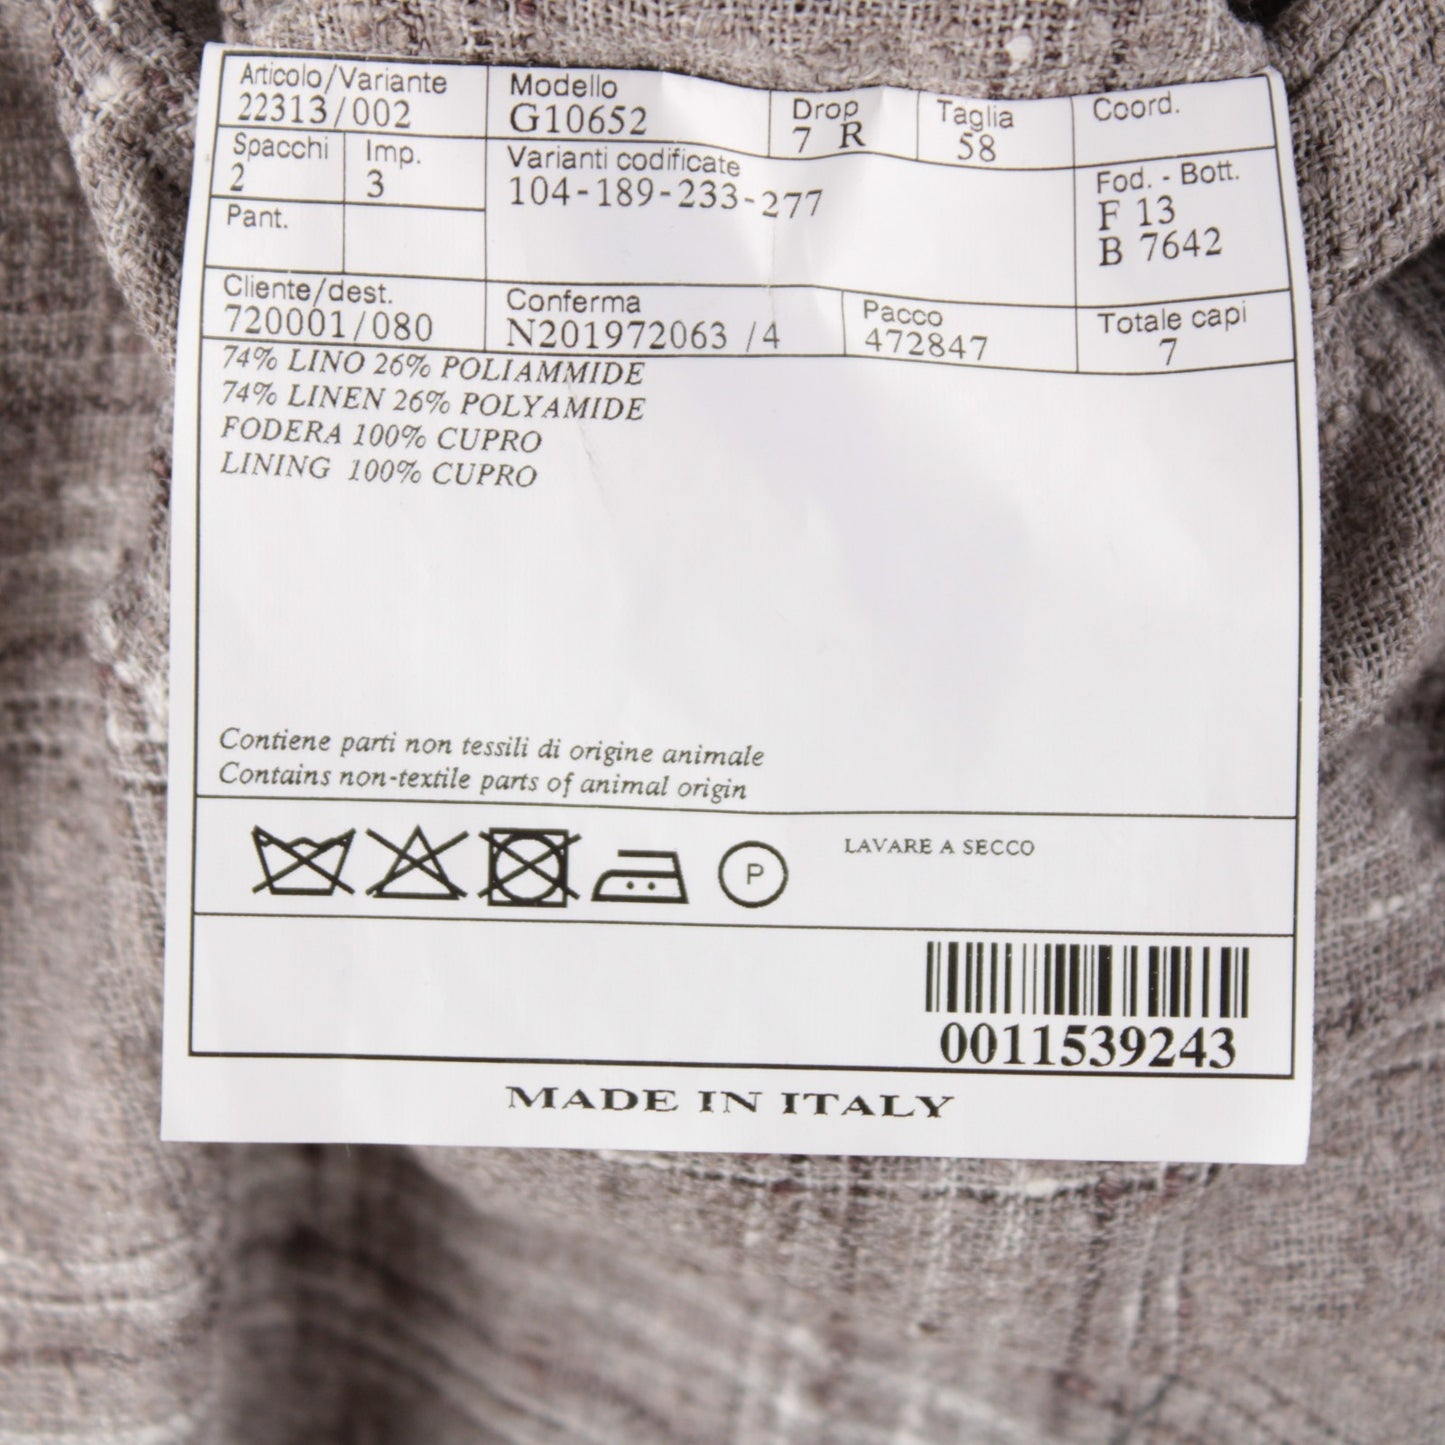 Articolo/Variante
22313/002
Modello
G10652
Drop
7 R
Taglia
58
Coord.
Spacchi
2
Imp.
3
Varianti codificate
104-189-233-277
Fod. - Bott.
F 13
B 7642
Pant.
Cliente/dest.
720001/080
Conferma
N201972063 /4
Pacco
472847
Totale capi
7
74% LINO 26% POLIAMMIDE
74% LINEN 26% POLYAMIDE
FODERA 100% CUPRO
LINING 100% CUPRO
Contiene parti non tessili di origine animale
Contains non-textile parts of animal origin
P
LAVARE A SECCO
0011539243
MADE IN ITALY